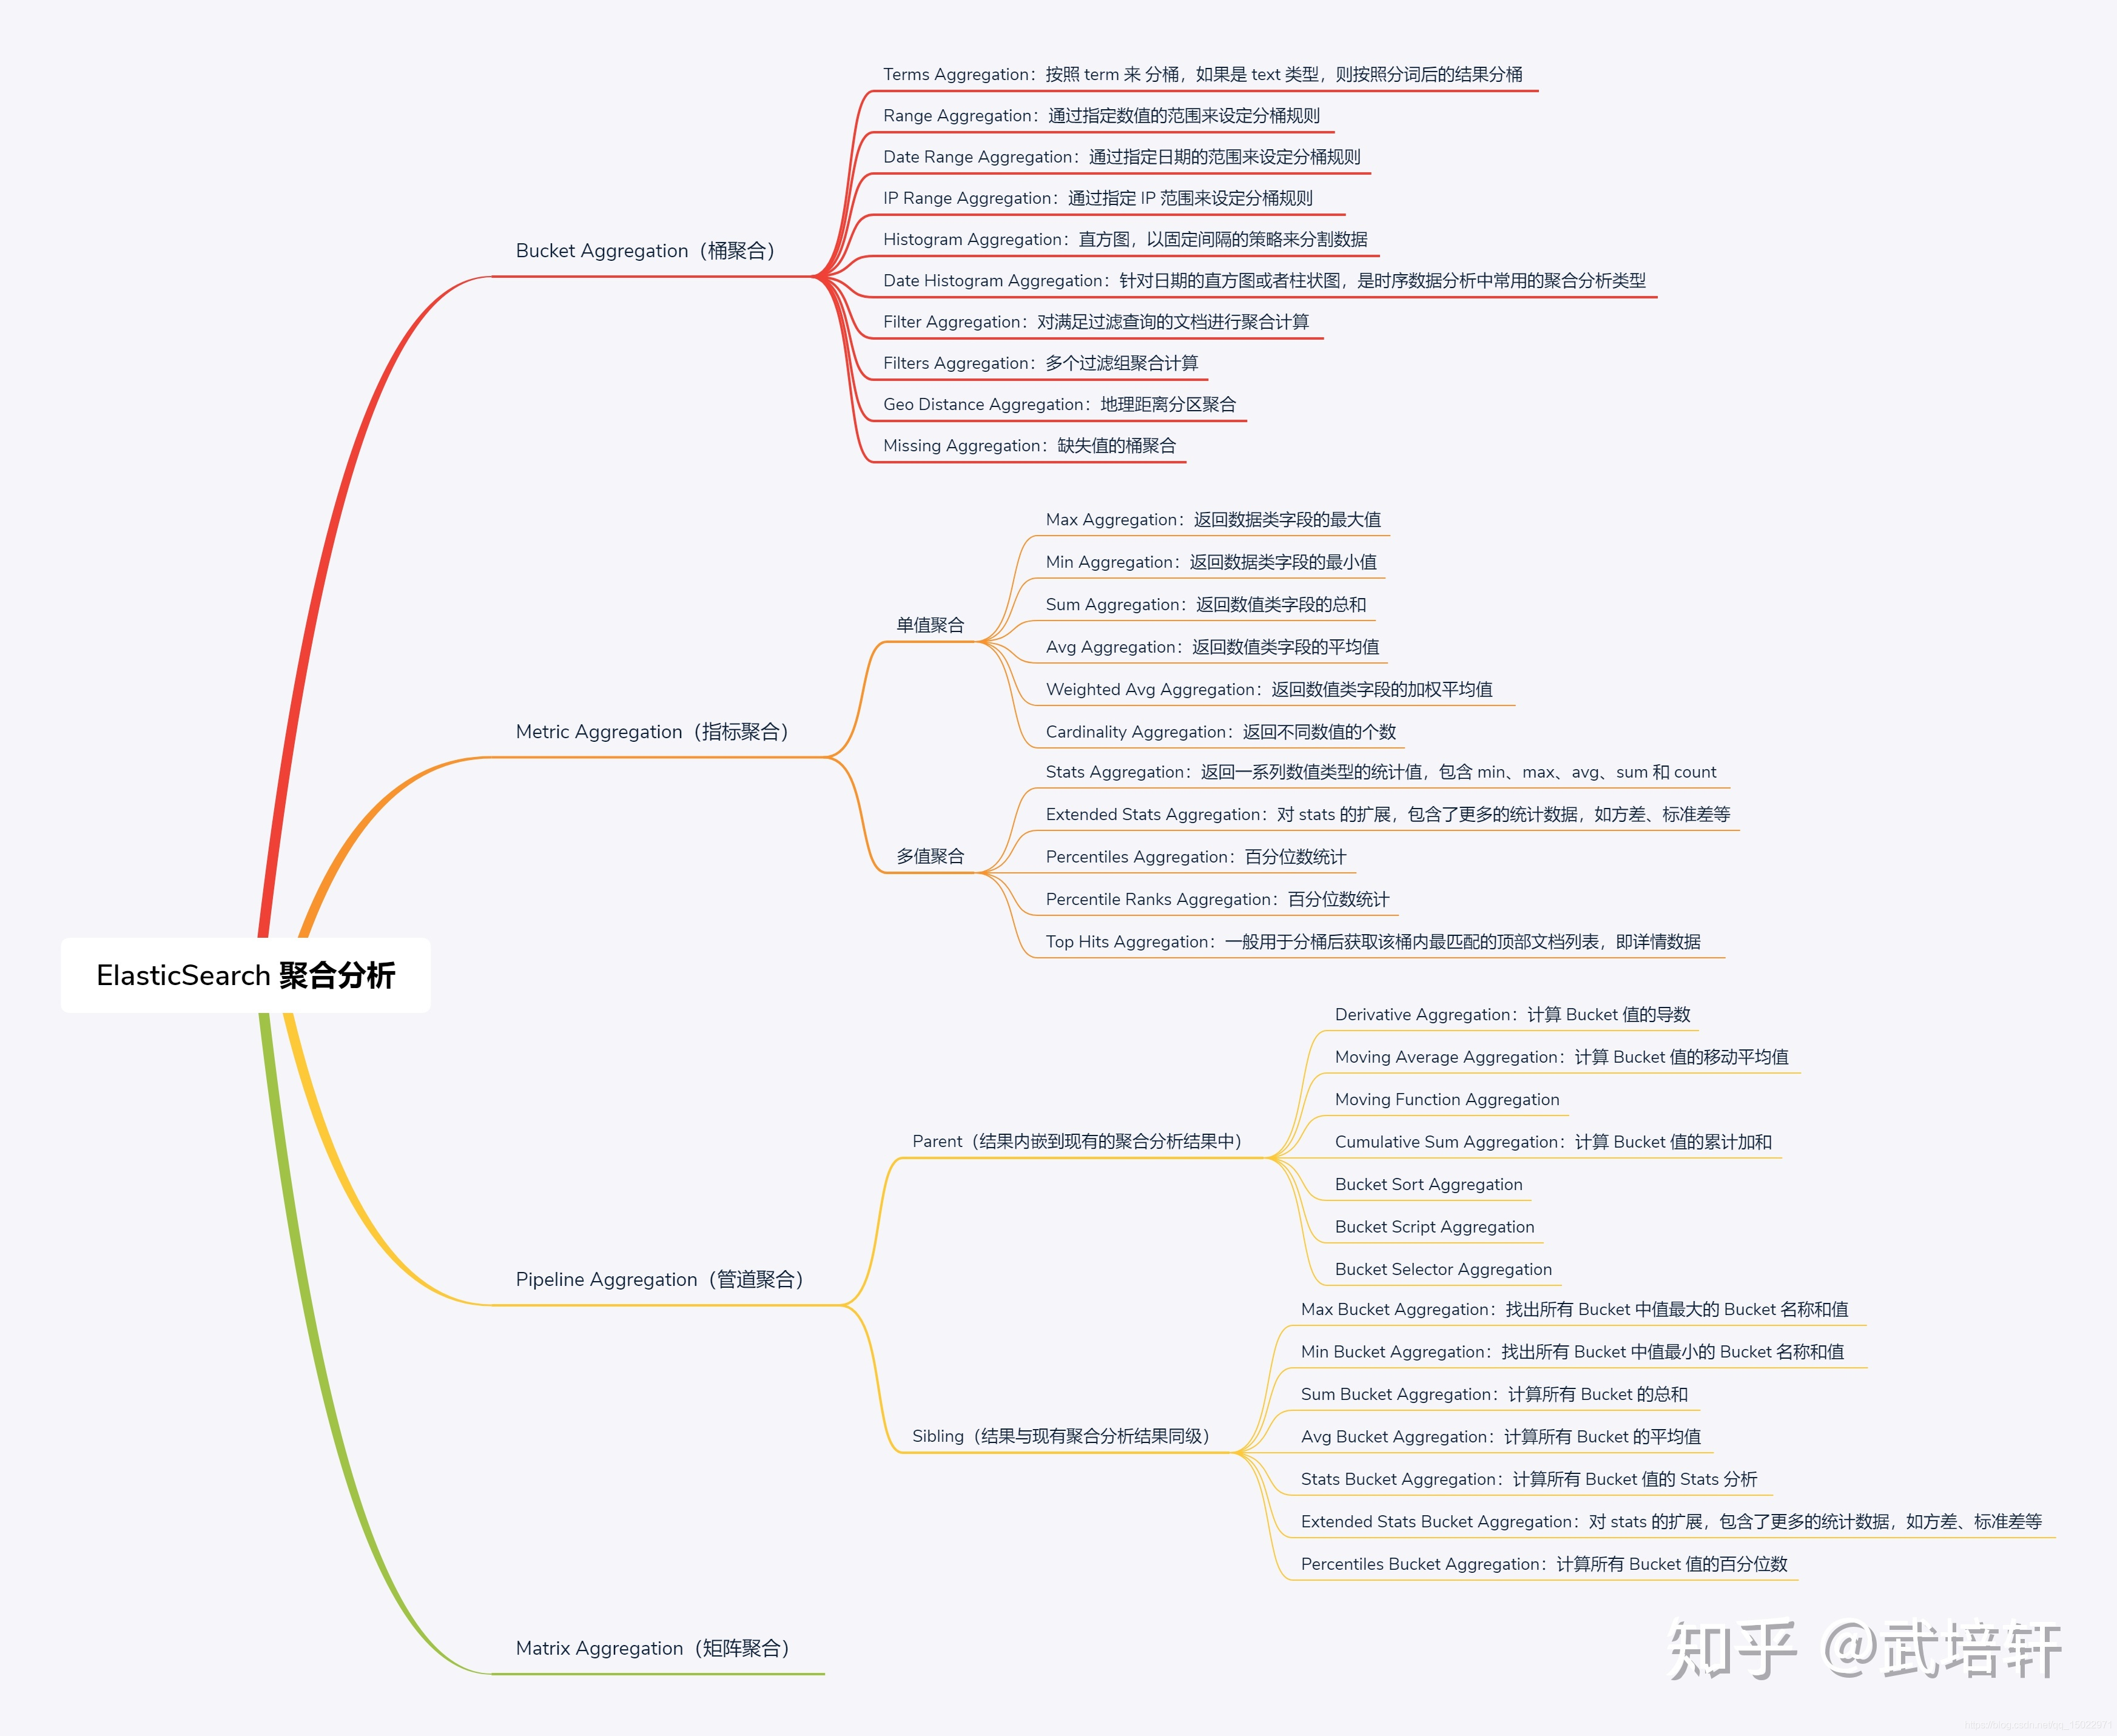 Terms Aggregation：按照 term 来 分桶，如果是 text 类型，则按照分词后的结果分桶
Range Aggregation：通过指定数值的范围来设定分桶规则
Date Range Aggregation：通过指定日期的范围来设定分桶规则
IP Range Aggregation：通过指定 IP 范围来设定分桶规则
Bucket Aggregation（桶聚合）
Histogram Aggregation：直方图，以固定间隔的策略来分割数据
Date Histogram Aggregation：针对日期的直方图或者柱状图，是时序数据分析中常用的聚合分析类型
Filter Aggregation：对满足过滤查询的文档进行聚合计算
Filters Aggregation：多个过滤组聚合计算
Geo Distance Aggregation：地理距离分区聚合
Missing Aggregation：缺失值的桶聚合
Max Aggregation：返回数据类字段的最大值
Min Aggregation：返回数据类字段的最小值
Sum Aggregation：返回数值类字段的总和
单值聚合
Avg Aggregation：返回数值类字段的平均值
Weighted Avg Aggregation：返回数值类字段的加权平均值
Cardinality Aggregation：返回不同数值的个数
Metric Aggregation（指标聚合）
Stats Aggregation：返回一系列数值类型的统计值，包含 min、max、avg、sum 和 count
Extended Stats Aggregation：对 stats 的扩展，包含了更多的统计数据，如方差、标准差等
多值聚合
Percentiles Aggregation：百分位数统计
Percentile Ranks Aggregation：百分位数统计
Top Hits Aggregation：一般用于分桶后获取该桶内最匹配的顶部文档列表，即详情数据
ElasticSearch 聚合分析
Derivative Aggregation：计算 Bucket 值的导数
Moving Average Aggregation：计算 Bucket 值的移动平均值
Moving Function Aggregation
Parent（结果内嵌到现有的聚合分析结果中）
Cumulative Sum Aggregation：计算 Bucket 值的累计加和
Bucket Sort Aggregation
Bucket Script Aggregation
Bucket Selector Aggregation
Pipeline Aggregation（管道聚合）
Max Bucket Aggregation：找出所有 Bucket 中值最大的 Bucket 名称和值
Min Bucket Aggregation：找出所有 Bucket 中值最小的 Bucket 名称和值
Sum Bucket Aggregation：计算所有 Bucket 的总和
Sibling（结果与现有聚合分析结果同级）
Avg Bucket Aggregation：计算所有 Bucket 的平均值
Stats Bucket Aggregation：计算所有 Bucket 值的 Stats 分析
Extended Stats Bucket Aggregation：对 stats 的扩展，包含了更多的统计数据，如方差、标准差等
Percentiles Bucket Aggregation：计算所有 Bucket 值的百分位数
Matrix Aggregation（矩阵聚合）
知乎 @武培轩